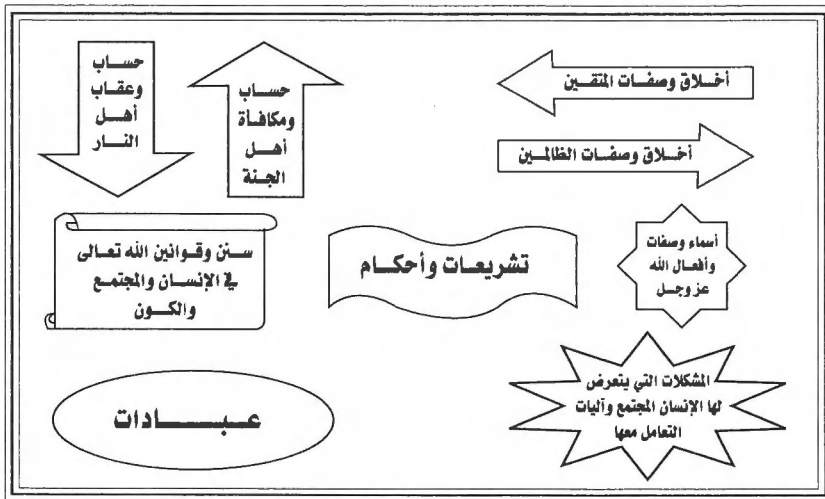 أخلاق وصفات المتقين
أخلاق وصفات الظالمين
حساب
ومكافأة
أهل
الجنة
حساب
وعقاب
أهل
النار
أسماء وصفات
وأفعال الله
عز وجل
تشريعات وأحكام
سنن وقوانين الله تعالى
في الإنسان والمجتمع
والكون
المشكلات التي يتعرض
لها الإنسان المجتمع وآليات
التعامل معها
عبادات